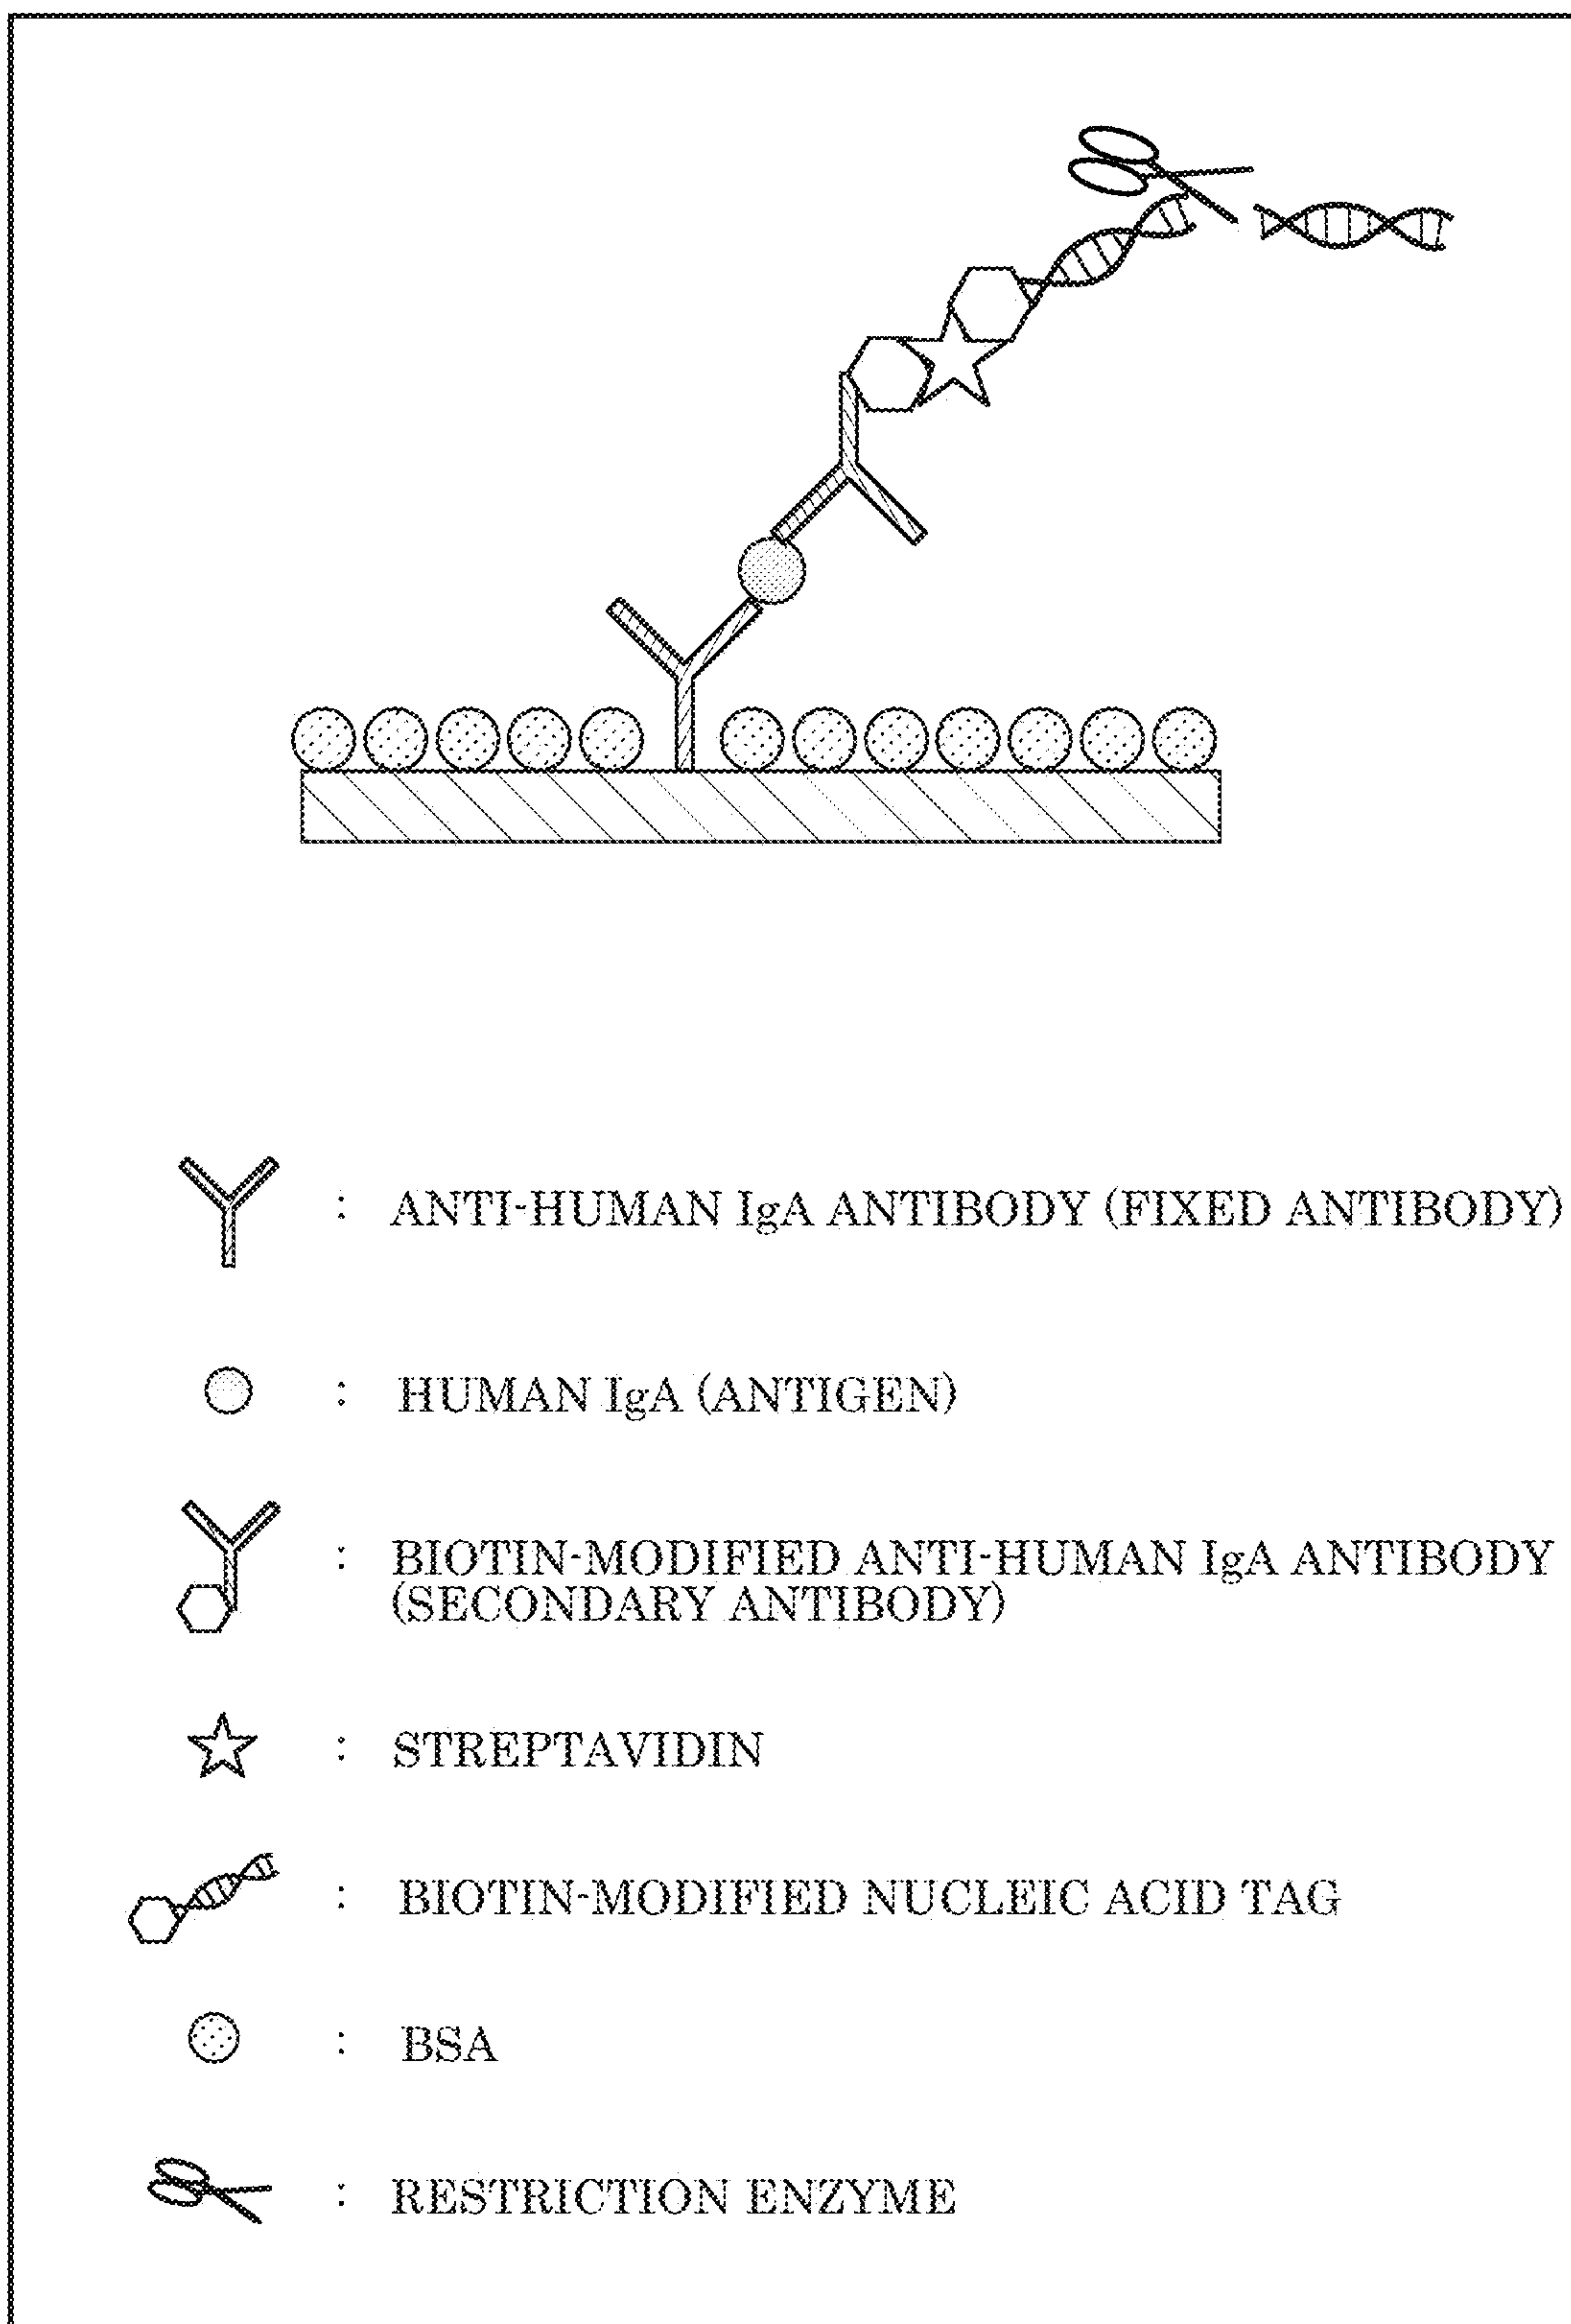 : ANTI-HUMAN IgA ANTIBODY (FIXED ANTIBODY)
: HUMAN IgA (ANTIGEN)
: BIOTIN-MODIFIED ANTI-HUMAN IgA ANTIBODY
(SECONDARY ANTIBODY)
: STREPTAVIDIN
: BIOTIN-MODIFIED NUCLEIC ACID TAG
: BSA
: RESTRICTION ENZYME